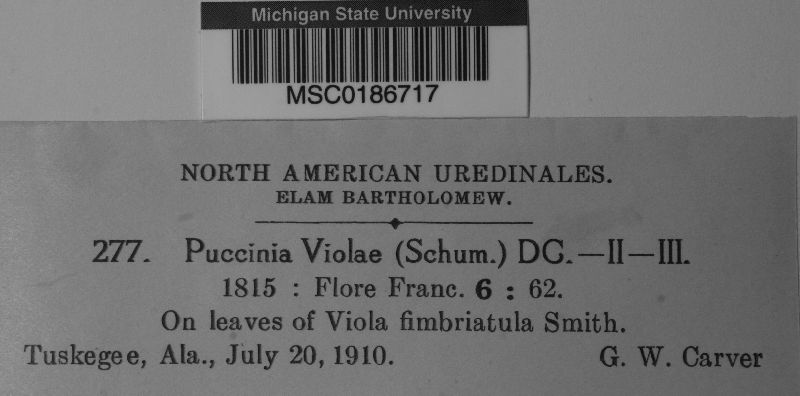 Michigan State University
MSC0186717
NORTH AMERICAN UREDINALES.
ELAM BARTHOLOMEW.
277. Puccinia Violae (Schum.) DC.—II—III.
1815 : Flore Franc. 6 : 62.
On leaves of Viola fimbriatula Smith.
Tuskegee, Ala., July 20, 1910. G. W. Carver